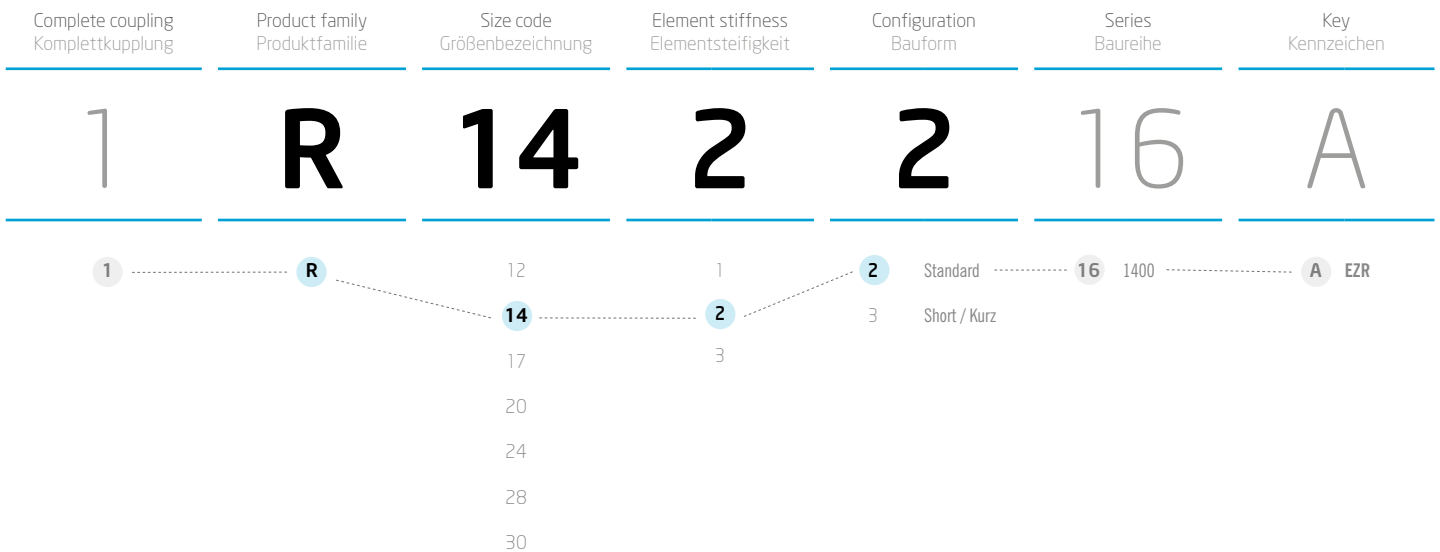 Complete coupling Product family Size code Element stiffness Configuration Series Key
Komplettkupplung Produktfamilie Größenbezeichnung Elementsteifigkeit Bauform Baureihe Kennzeichen
1 R 14 2 2 16 A
1 R 12 1 2 Standard 16 1400 A EZR
14 2 3 Short / Kurz
17 3
20
24
28
30